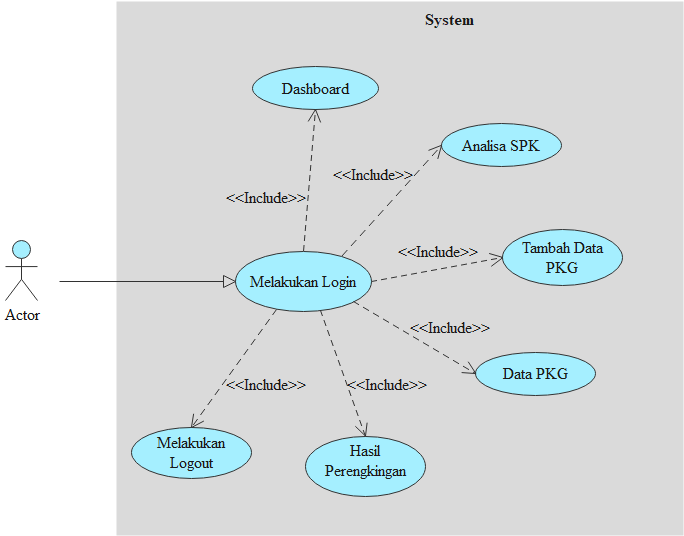 System
Dashboard
Analisa SPK
<<Include>>
<<Include>>
Tambah Data
PKG
<<Include>>
Melakukan Login
Actor
<<Include>>
Data PKG
<<Include>>
<<Include>>
Melakukan
Logout
Hasil
Perengkingan